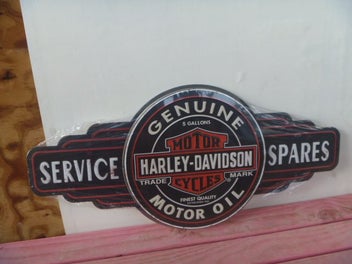 GENUINE
5 GALLONS
MOTOR
HARLEY-DAVIDSON
SERVICE
SPARES
TRADE MARK
CYCLES
FINEST QUALITY
MOTOR OIL